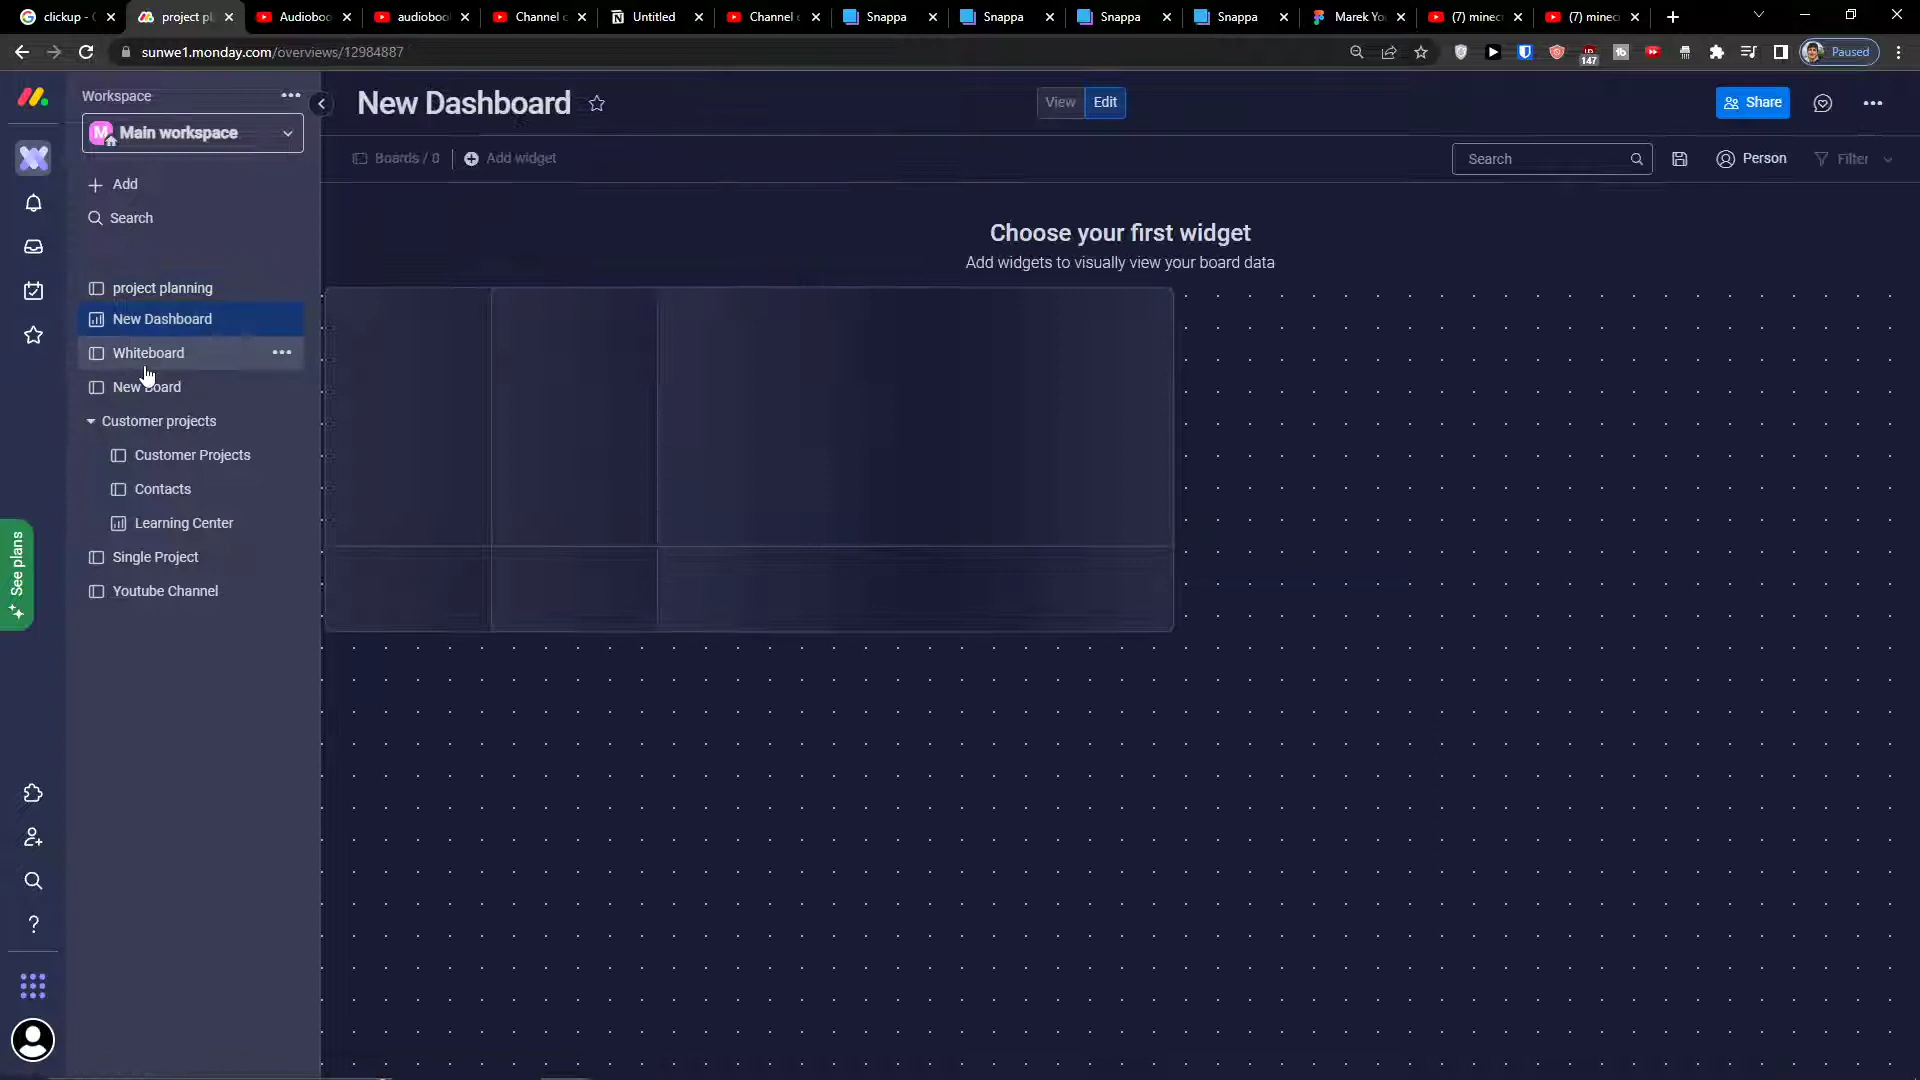 clickup - (
project pl
Audioboo
audioboo
Channel c
Untitled
Channel c
Snappa
Snappa
Snappa
Snappa
Marek Yo
(7) minec
(7) minec
sunwe1.monday.com/overviews/12984887
147
Paused
Workspace
M Main workspace
New Dashboard
View
Edit
Share
Boards / 0
Add widget
Search
Person
Filter
Add
Search
Choose your first widget
Add widgets to visually view your board data
project planning
New Dashboard
Whiteboard
New Board
Customer projects
Customer Projects
Contacts
Learning Center
Single Project
Youtube Channel
See plans